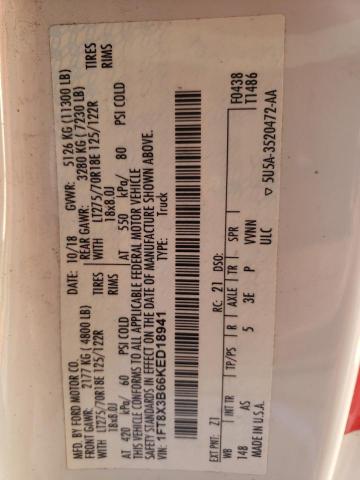 MFD. BY FORD MOTOR CO.
DATE: 10/18 GVWR: 5126 KG (11300 LB)
FRONT GAWR: 2177 KG (4800 LB) REAR GAWR: 3280 KG (7230 LB)
WITH LT275/70R18E 125/122R TIRES WITH LT275/70R18E 125/122R TIRES
18x8.0J RIMS 18x8.0J RIMS
AT 420 kPa/ 60 PSI COLD AT 550 kPa/ 80 PSI COLD
THIS VEHICLE CONFORMS TO ALL APPLICABLE FEDERAL MOTOR VEHICLE
SAFETY STANDARDS IN EFFECT ON THE DATE OF MANUFACTURE SHOWN ABOVE.
VIN: 1FT8X3B66KED18941 TYPE: Truck
F0438
T1486
EXT PNT: Z1 RC: 21 DSO:
WB INT TR TP/PS R AXLE TR SPR
148 AS 5 3E P VVNN
MADE IN U.S.A. ULC ▽ 5U5A-3520472-AA